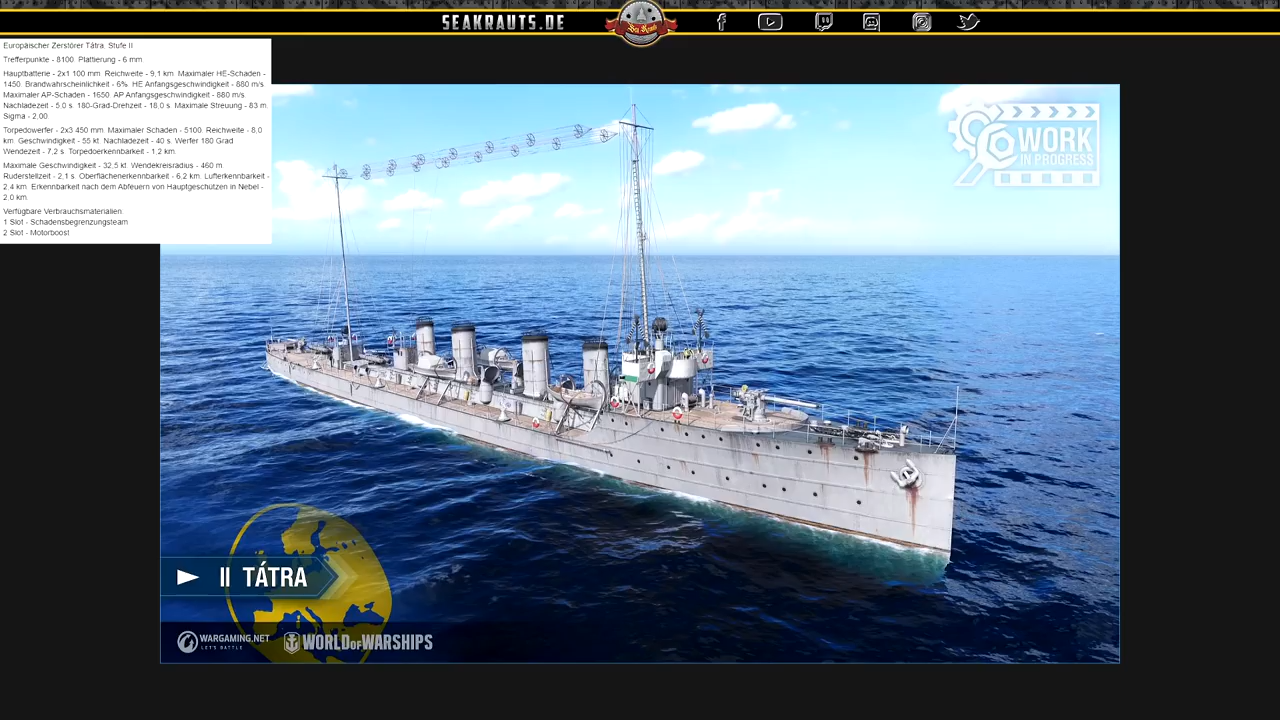 SEAKRAUTS.DE
Sea Krauts
Europäischer Zerstörer Tátra. Stufe II
Trefferpunkte - 8100 Plattierung - 6 mm
Hauptbatterie - 2x1 100 mm Reichweite - 9,1 km Maximaler HE-Schaden -
1450. Brandwahrscheinlichkeit - 6%. HE Anfangsgeschwindigkeit - 880 m/s.
Maximaler AP-Schaden - 1650. AP Anfangsgeschwindigkeit - 880 m/s.
Nachladezeit - 5.0 s. 180-Grad-Drehzeit - 18.0 s. Maximale Streuung - 83 m.
Sigma - 2,00.
Torpedowerfer - 2x3 450 mm. Maximaler Schaden - 5100. Reichweite - 8,0
km. Geschwindigkeit - 55 kt. Nachladezeit - 40 s. Werfer 180 Grad
Wendezeit - 7,2 s. Torpedoerkennbarkeit - 1,2 km.
Maximale Geschwindigkeit - 32,5 kt. Wendekreisradius - 460 m.
Ruderstellzeit - 2,1 s. Oberflächenerkennbarkeit - 6,2 km. Lufterkennbarkeit -
2,4 km. Erkennbarkeit nach dem Abfeuern von Hauptgeschützen in Nebel -
2,0 km.
Verfügbare Verbrauchsmaterialien:
1 Slot - Schadensbegrenzungsteam
2 Slot - Motorboost
WORK
IN PROGRESS
II TÁTRA
WARGAMING.NET
LET'S BATTLE
WORLD OF WARSHIPS